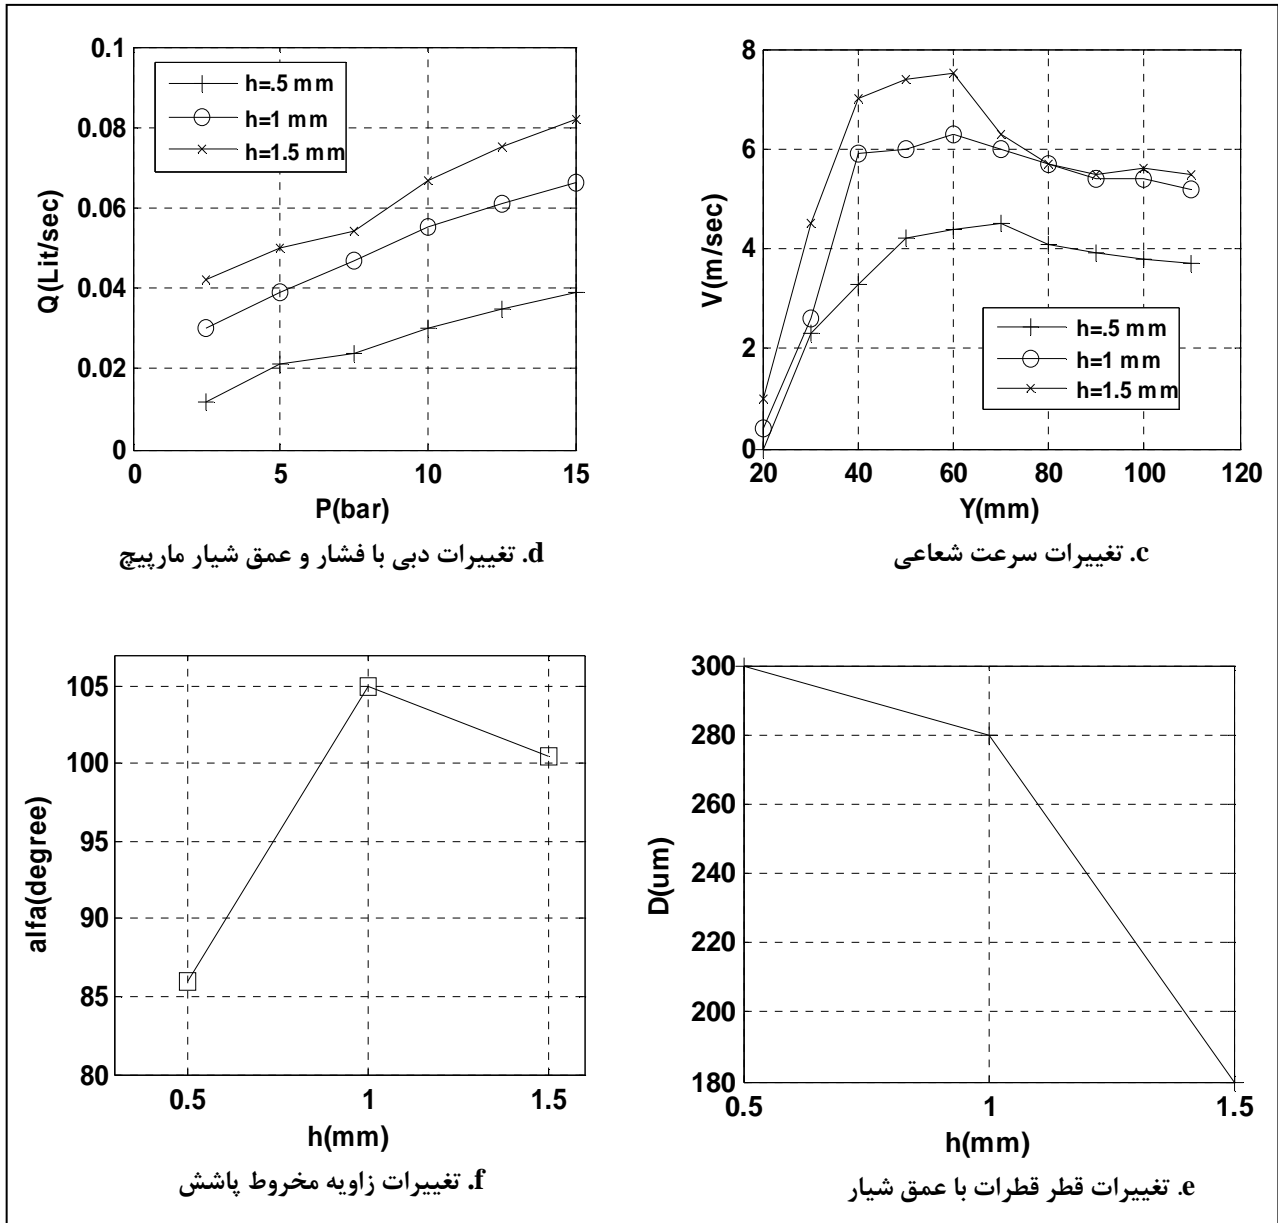 0.1
0.08
0.06
0.04
0.02
0
Q(Lit/sec)
h=.5 mm
h=1 mm
h=1.5 mm
0 5 10 15
P(bar)
d. تغییرات دبی با فشار و عمق شیار مارپیچ
8
6
4
2
0
V(m/sec)
h=.5 mm
h=1 mm
h=1.5 mm
20 40 60 80 100 120
Y(mm)
c. تغییرات سرعت شعاعی
105
100
95
90
85
80
alfa(degree)
0.5 1 1.5
h(mm)
f. تغییرات زاویه مخروط پاشش
300
280
260
240
220
200
180
D(um)
0.5 1 1.5
h(mm)
e. تغییرات قطر قطرات با عمق شیار